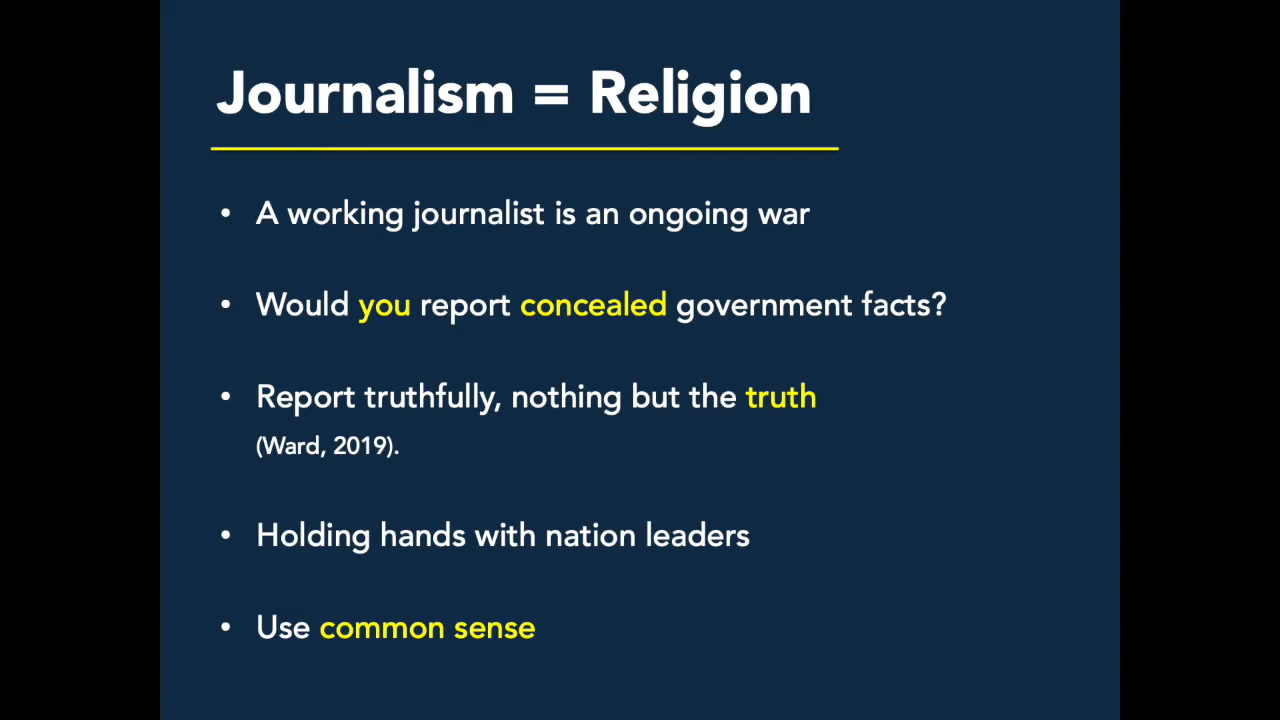 Journalism = Religion
• A working journalist is an ongoing war
• Would you report concealed government facts?
• Report truthfully, nothing but the truth
(Ward, 2019).
• Holding hands with nation leaders
• Use common sense